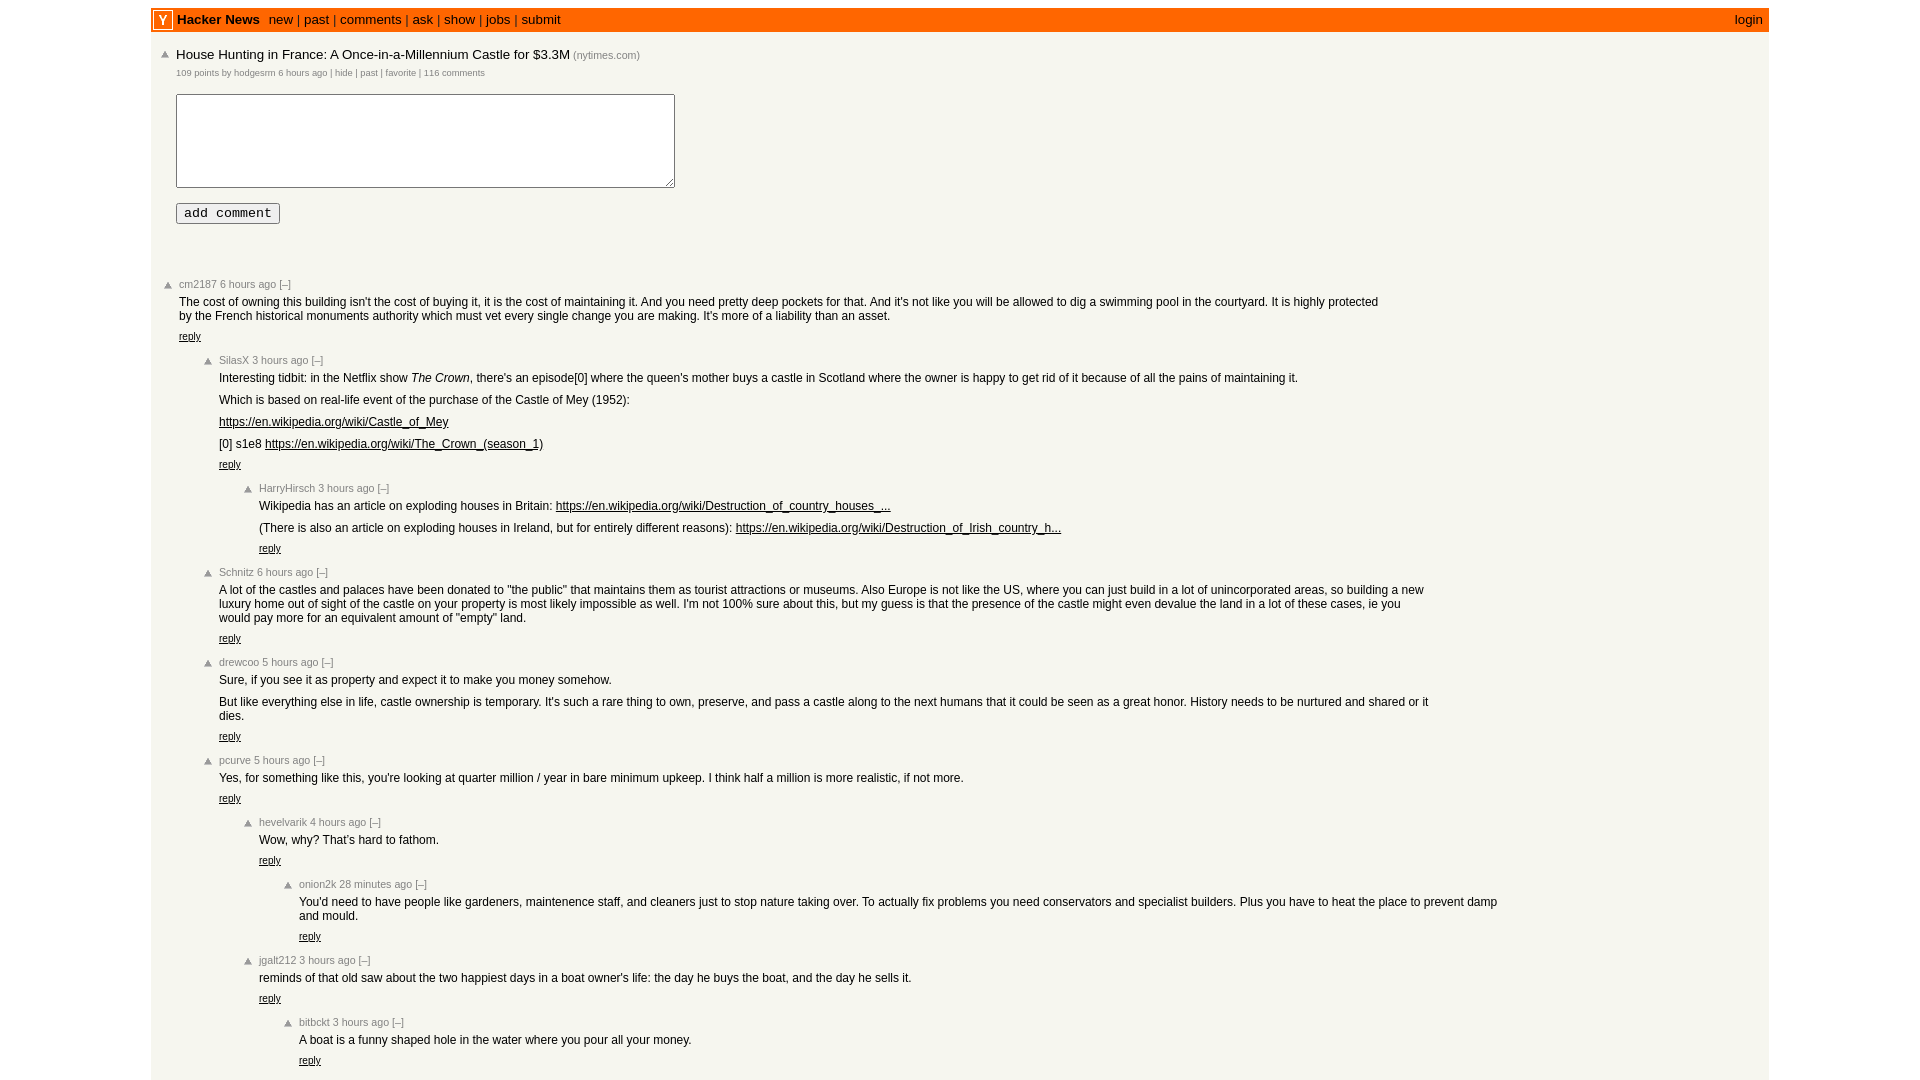 Y Hacker News new | past | comments | ask | show | jobs | submit login
House Hunting in France: A Once-in-a-Millennium Castle for $3.3M (nytimes.com)
109 points by hodgesrm 6 hours ago | hide | past | favorite | 116 comments
add comment
cm2187 6 hours ago [–]
The cost of owning this building isn't the cost of buying it, it is the cost of maintaining it. And you need pretty deep pockets for that. And it's not like you will be allowed to dig a swimming pool in the courtyard. It is highly protected
by the French historical monuments authority which must vet every single change you are making. It's more of a liability than an asset.
reply
SilasX 3 hours ago [–]
Interesting tidbit: in the Netflix show The Crown, there's an episode[0] where the queen's mother buys a castle in Scotland where the owner is happy to get rid of it because of all the pains of maintaining it.
Which is based on real-life event of the purchase of the Castle of Mey (1952):
https://en.wikipedia.org/wiki/Castle_of_Mey
[0] s1e8 https://en.wikipedia.org/wiki/The_Crown_(season_1)
reply
HarryHirsch 3 hours ago [–]
Wikipedia has an article on exploding houses in Britain: https://en.wikipedia.org/wiki/Destruction_of_country_houses_...
(There is also an article on exploding houses in Ireland, but for entirely different reasons): https://en.wikipedia.org/wiki/Destruction_of_Irish_country_h...
reply
Schnitz 6 hours ago [–]
A lot of the castles and palaces have been donated to "the public" that maintains them as tourist attractions or museums. Also Europe is not like the US, where you can just build in a lot of unincorporated areas, so building a new
luxury home out of sight of the castle on your property is most likely impossible as well. I'm not 100% sure about this, but my guess is that the presence of the castle might even devalue the land in a lot of these cases, ie you
would pay more for an equivalent amount of "empty" land.
reply
drewcoo 5 hours ago [–]
Sure, if you see it as property and expect it to make you money somehow.
But like everything else in life, castle ownership is temporary. It's such a rare thing to own, preserve, and pass a castle along to the next humans that it could be seen as a great honor. History needs to be nurtured and shared or it
dies.
reply
pcurve 5 hours ago [–]
Yes, for something like this, you're looking at quarter million / year in bare minimum upkeep. I think half a million is more realistic, if not more.
reply
hevelvarik 4 hours ago [–]
Wow, why? That’s hard to fathom.
reply
onion2k 28 minutes ago [–]
You'd need to have people like gardeners, maintenence staff, and cleaners just to stop nature taking over. To actually fix problems you need conservators and specialist builders. Plus you have to heat the place to prevent damp
and mould.
reply
jgalt212 3 hours ago [–]
reminds of that old saw about the two happiest days in a boat owner's life: the day he buys the boat, and the day he sells it.
reply
bitbckt 3 hours ago [–]
A boat is a funny shaped hole in the water where you pour all your money.
reply